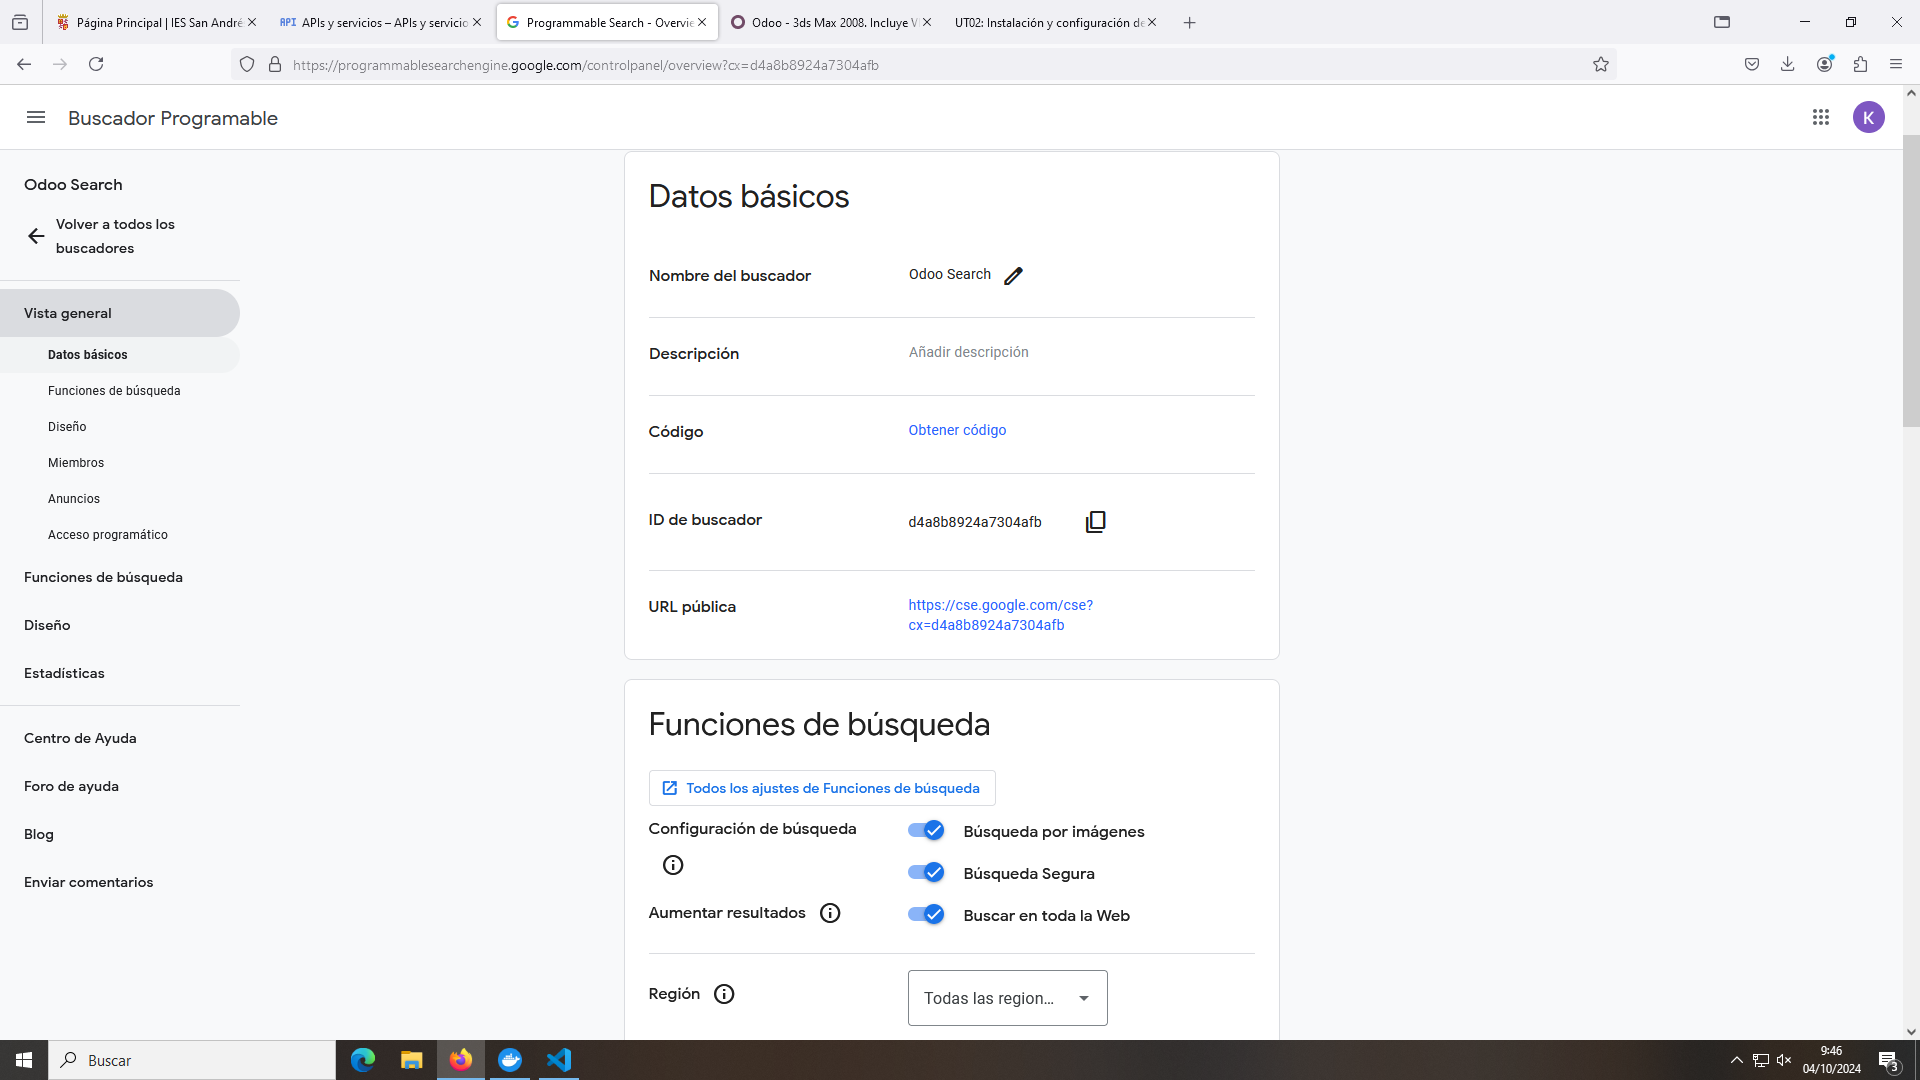 Página Principal | IES San André
APIs y servicios – APIs y servicio
Programmable Search - Overvie
Odoo - 3ds Max 2008. Incluye V
UT02: Instalación y configuración de
https://programmablesearchengine.google.com/controlpanel/overview?cx=d4a8b8924a7304afb
Buscador Programable
K
Odoo Search
Volver a todos los
buscadores
Vista general
Datos básicos
Funciones de búsqueda
Diseño
Miembros
Anuncios
Acceso programático
Funciones de búsqueda
Diseño
Estadísticas
Centro de Ayuda
Foro de ayuda
Blog
Enviar comentarios
Datos básicos
Nombre del buscador
Odoo Search
Descripción
Añadir descripción
Código
Obtener código
ID de buscador
d4a8b8924a7304afb
URL pública
https://cse.google.com/cse?
cx=d4a8b8924a7304afb
Funciones de búsqueda
Todos los ajustes de Funciones de búsqueda
Configuración de búsqueda
Búsqueda por imágenes
Búsqueda Segura
Aumentar resultados
Buscar en toda la Web
Región
Todas las region...
Buscar
9:46
04/10/2024
3